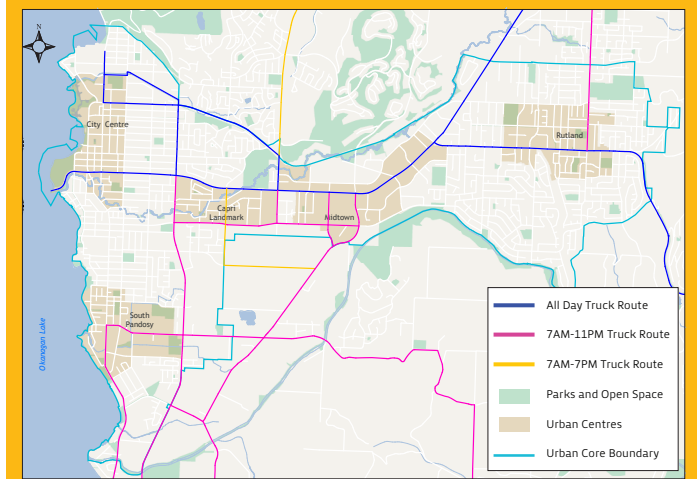 N
City Centre
Rutland
Capri
Landmark
Midtown
South
Pandosy
Okanagan Lake
All Day Truck Route
7AM-11PM Truck Route
7AM-7PM Truck Route
Parks and Open Space
Urban Centres
Urban Core Boundary